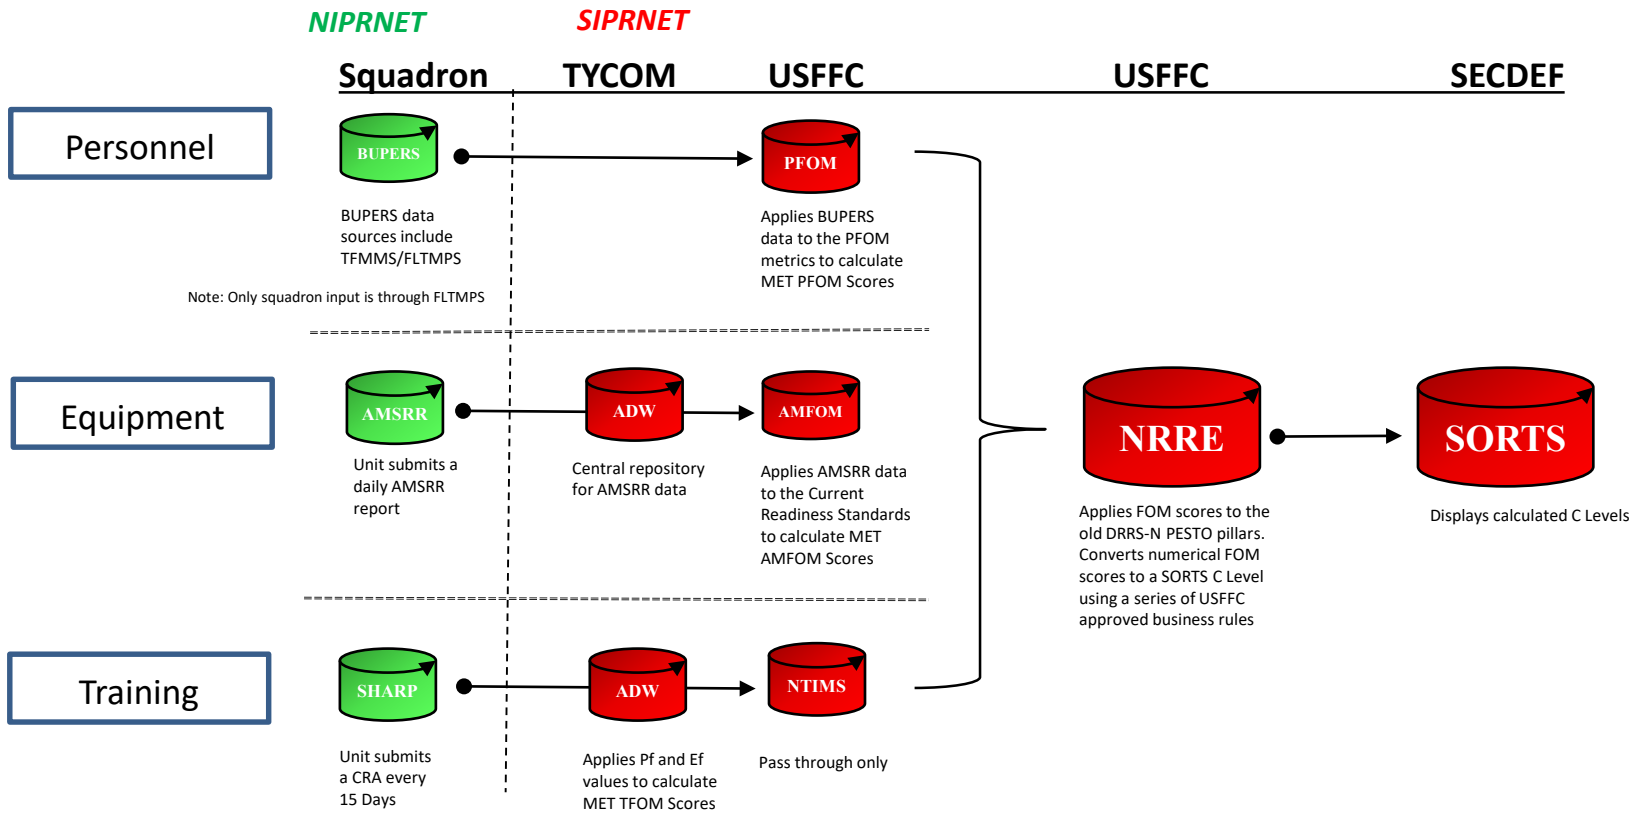 NIPRNET
SIPRNET
Squadron
TYCOM
USFFC
USFFC
SECDEF
Personnel
BUPERS
PFOM
BUPERS data
sources include
TFMMS/FLTMPS
Applies BUPERS
data to the PFOM
metrics to calculate
MET PFOM Scores
Note: Only squadron input is through FLTMPS
Equipment
AMSRR
ADW
AMFOM
NRRE
SORTS
Unit submits a
daily AMSRR
report
Central repository
for AMSRR data
Applies AMSRR data
to the Current
Readiness Standards
to calculate MET
AMFOM Scores
Applies FOM scores to the
old DRRS-N PESTO pillars.
Converts numerical FOM
scores to a SORTS C Level
using a series of USFFC
approved business rules
Displays calculated C Levels
Training
SHARP
ADW
NTIMS
Unit submits
a CRA every
15 Days
Applies Pf and Ef
values to calculate
MET TFOM Scores
Pass through only